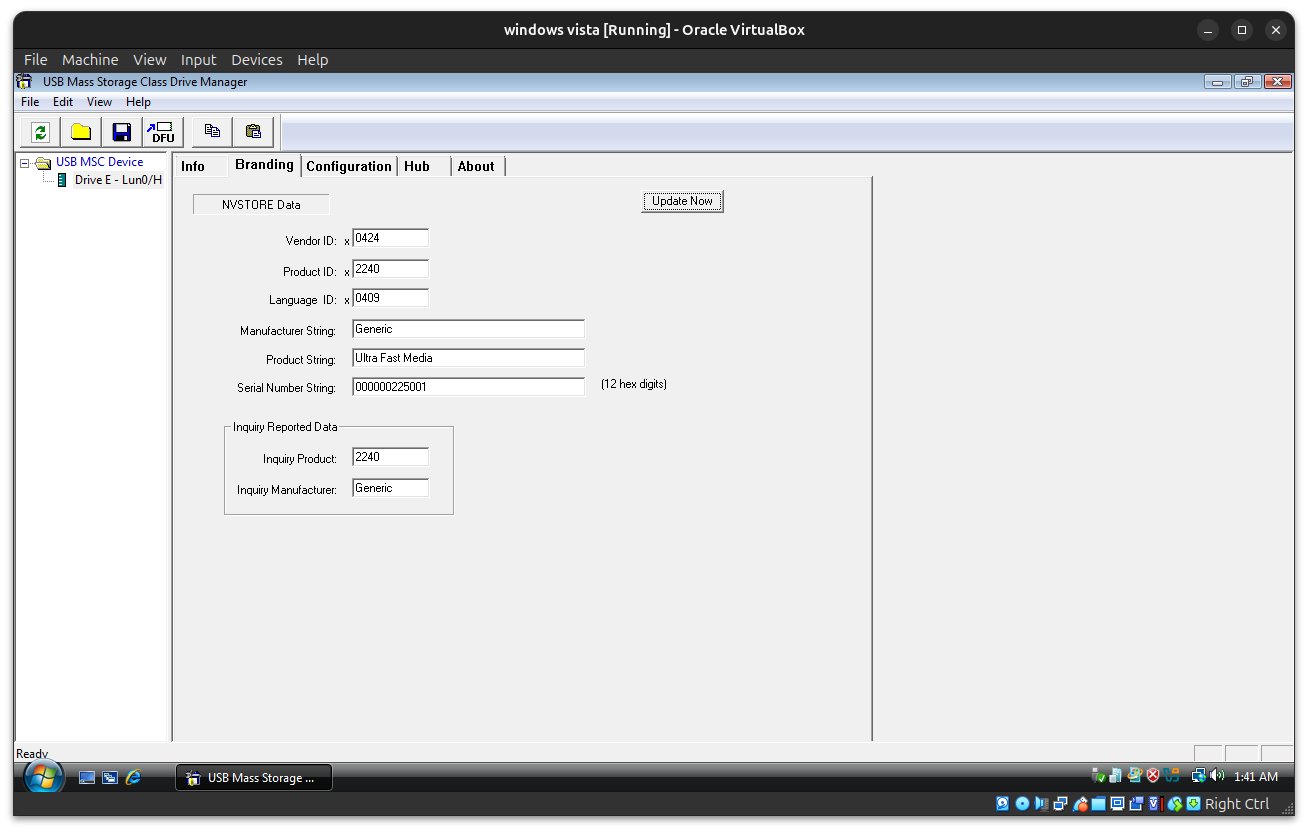 windows vista [Running] - Oracle VirtualBox
File Machine View Input Devices Help
USB Mass Storage Class Drive Manager
File Edit View Help
DFU
USB MSC Device
Drive E - Lun0/H
Info Branding Configuration Hub About
NVSTORE Data
Update Now
Vendor ID: x 0424
Product ID: x 2240
Language ID: x 0409
Manufacturer String: Generic
Product String: Ultra Fast Media
Serial Number String: 000000225001 (12 hex digits)
Inquiry Reported Data
Inquiry Product: 2240
Inquiry Manufacturer: Generic
Ready
USB Mass Storage ...
1:41 AM
Right Ctrl